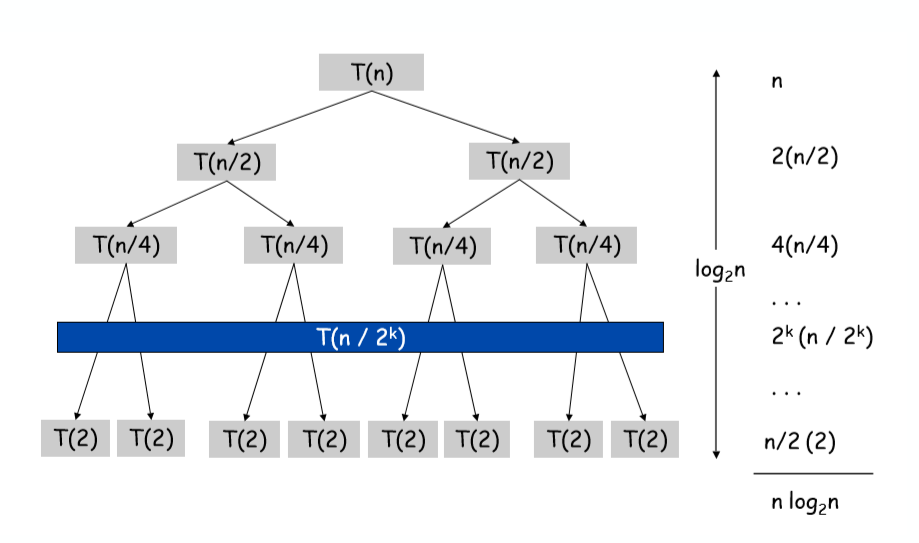 T(n)
n
T(n/2) T(n/2)
2(n/2)
T(n/4) T(n/4) T(n/4) T(n/4)
4(n/4)
log₂n
...
T(n / 2ᵏ)
2ᵏ (n / 2ᵏ)
...
T(2) T(2) T(2) T(2) T(2) T(2) T(2) T(2)
n/2 (2)
n log₂n